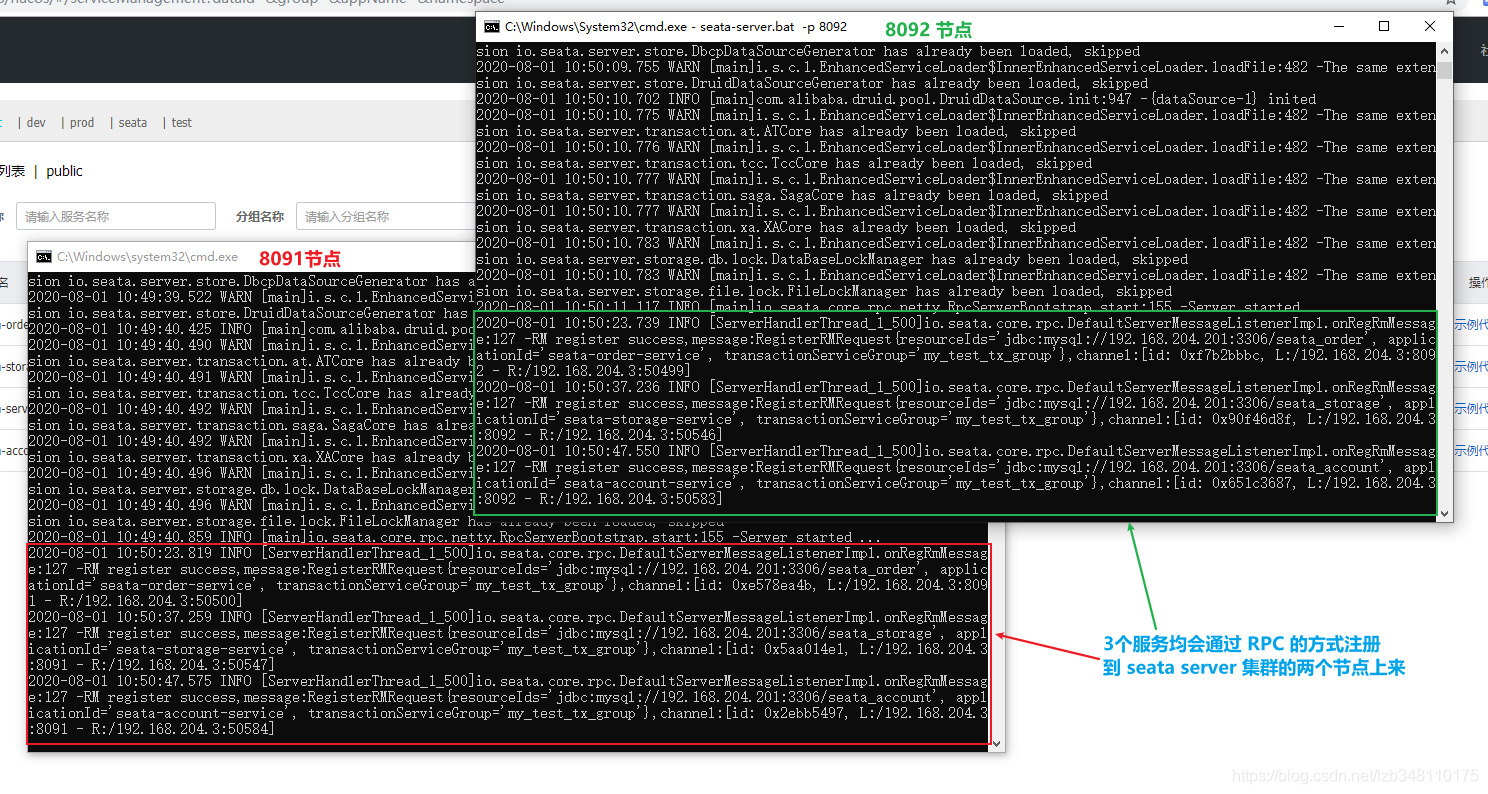 s/nacos/#/serviceManagement?dataId=&group=&appName=&namespace=
| dev | prod | seata | test
列表 | public
请输入服务名称 分组名称 请输入分组名称
C:\Windows\System32\cmd.exe - seata-server.bat -p 8092
8092 节点
sion io.seata.server.store.DbcpDataSourceGenerator has already been loaded, skipped
2020-08-01 10:50:09.755 WARN [main]i.s.c.l.EnhancedServiceLoader$InnerEnhancedServiceLoader.loadFile:482 -The same exten
sion io.seata.server.store.DruidDataSourceGenerator has already been loaded, skipped
2020-08-01 10:50:10.702 INFO [main]com.alibaba.druid.pool.DruidDataSource.init:947 -{dataSource-1} inited
2020-08-01 10:50:10.775 WARN [main]i.s.c.l.EnhancedServiceLoader$InnerEnhancedServiceLoader.loadFile:482 -The same exten
sion io.seata.server.transaction.at.ATCore has already been loaded, skipped
2020-08-01 10:50:10.776 WARN [main]i.s.c.l.EnhancedServiceLoader$InnerEnhancedServiceLoader.loadFile:482 -The same exten
sion io.seata.server.transaction.tcc.TccCore has already been loaded, skipped
2020-08-01 10:50:10.777 WARN [main]i.s.c.l.EnhancedServiceLoader$InnerEnhancedServiceLoader.loadFile:482 -The same exten
sion io.seata.server.transaction.saga.SagaCore has already been loaded, skipped
2020-08-01 10:50:10.777 WARN [main]i.s.c.l.EnhancedServiceLoader$InnerEnhancedServiceLoader.loadFile:482 -The same exten
sion io.seata.server.transaction.xa.XACore has already been loaded, skipped
2020-08-01 10:50:10.783 WARN [main]i.s.c.l.EnhancedServiceLoader$InnerEnhancedServiceLoader.loadFile:482 -The same exten
sion io.seata.server.storage.db.lock.DataBaseLockManager has already been loaded, skipped
2020-08-01 10:50:10.783 WARN [main]i.s.c.l.EnhancedServiceLoader$InnerEnhancedServiceLoader.loadFile:482 -The same exten
sion io.seata.server.storage.file.lock.FileLockManager has already been loaded, skipped
2020-08-01 10:50:11.117 INFO [main]io.seata.core.rpc.netty.RpcServerBootstrap.start:155 -Server started
2020-08-01 10:50:23.739 INFO [ServerHandlerThread_1_500]io.seata.core.rpc.DefaultServerMessageListenerImpl.onRegRmMessag
e:127 -RM register success,message:RegisterRMRequest{resourceIds='jdbc:mysql://192.168.204.201:3306/seata_order', applic
ationId='seata-order-service', transactionServiceGroup='my_test_tx_group'},channel:[id: 0xf7b2bbbc, L:/192.168.204.3:809
2 - R:/192.168.204.3:50499]
2020-08-01 10:50:37.236 INFO [ServerHandlerThread_1_500]io.seata.core.rpc.DefaultServerMessageListenerImpl.onRegRmMessag
e:127 -RM register success,message:RegisterRMRequest{resourceIds='jdbc:mysql://192.168.204.201:3306/seata_storage', appl
icationId='seata-storage-service', transactionServiceGroup='my_test_tx_group'},channel:[id: 0x90f46d8f, L:/192.168.204.3
:8092 - R:/192.168.204.3:50546]
2020-08-01 10:50:47.550 INFO [ServerHandlerThread_1_500]io.seata.core.rpc.DefaultServerMessageListenerImpl.onRegRmMessag
e:127 -RM register success,message:RegisterRMRequest{resourceIds='jdbc:mysql://192.168.204.201:3306/seata_account', appl
icationId='seata-account-service', transactionServiceGroup='my_test_tx_group'},channel:[id: 0x651c3687, L:/192.168.204.3
:8092 - R:/192.168.204.3:50583]
C:\Windows\system32\cmd.exe
8091节点
sion io.seata.server.store.DbcpDataSourceGenerator has a
2020-08-01 10:49:39.522 WARN [main]i.s.c.l.EnhancedServi
sion io.seata.server.store.DruidDataSourceGenerator has
2020-08-01 10:49:40.425 INFO [main]com.alibaba.druid.poo
2020-08-01 10:49:40.490 WARN [main]i.s.c.l.EnhancedServi
sion io.seata.server.transaction.at.ATCore has already b
2020-08-01 10:49:40.491 WARN [main]i.s.c.l.EnhancedServi
sion io.seata.server.transaction.tcc.TccCore has already
2020-08-01 10:49:40.492 WARN [main]i.s.c.l.EnhancedServi
sion io.seata.server.transaction.saga.SagaCore has alrea
2020-08-01 10:49:40.492 WARN [main]i.s.c.l.EnhancedServi
sion io.seata.server.transaction.xa.XACore has already b
2020-08-01 10:49:40.496 WARN [main]i.s.c.l.EnhancedServi
sion io.seata.server.storage.db.lock.DataBaseLockManager
2020-08-01 10:49:40.496 WARN [main]i.s.c.l.EnhancedServi
sion io.seata.server.storage.file.lock.FileLockManager has already been loaded, skipped
2020-08-01 10:49:40.859 INFO [main]io.seata.core.rpc.netty.RpcServerBootstrap.start:155 -Server started ...
2020-08-01 10:50:23.819 INFO [ServerHandlerThread_1_500]io.seata.core.rpc.DefaultServerMessageListenerImpl.onRegRmMessag
e:127 -RM register success,message:RegisterRMRequest{resourceIds='jdbc:mysql://192.168.204.201:3306/seata_order', applic
ationId='seata-order-service', transactionServiceGroup='my_test_tx_group'},channel:[id: 0xe578ea4b, L:/192.168.204.3:809
1 - R:/192.168.204.3:50500]
2020-08-01 10:50:37.259 INFO [ServerHandlerThread_1_500]io.seata.core.rpc.DefaultServerMessageListenerImpl.onRegRmMessag
e:127 -RM register success,message:RegisterRMRequest{resourceIds='jdbc:mysql://192.168.204.201:3306/seata_storage', appl
icationId='seata-storage-service', transactionServiceGroup='my_test_tx_group'},channel:[id: 0x5aa014e1, L:/192.168.204.3
:8091 - R:/192.168.204.3:50547]
2020-08-01 10:50:47.575 INFO [ServerHandlerThread_1_500]io.seata.core.rpc.DefaultServerMessageListenerImpl.onRegRmMessag
e:127 -RM register success,message:RegisterRMRequest{resourceIds='jdbc:mysql://192.168.204.201:3306/seata_account', appl
icationId='seata-account-service', transactionServiceGroup='my_test_tx_group'},channel:[id: 0x2ebb5497, L:/192.168.204.3
:8091 - R:/192.168.204.3:50584]
名
操作
示例代
示例代
示例代
示例代
3个服务均会通过 RPC 的方式注册
到 seata server 集群的两个节点上来
https://blog.csdn.net/lzb348110175